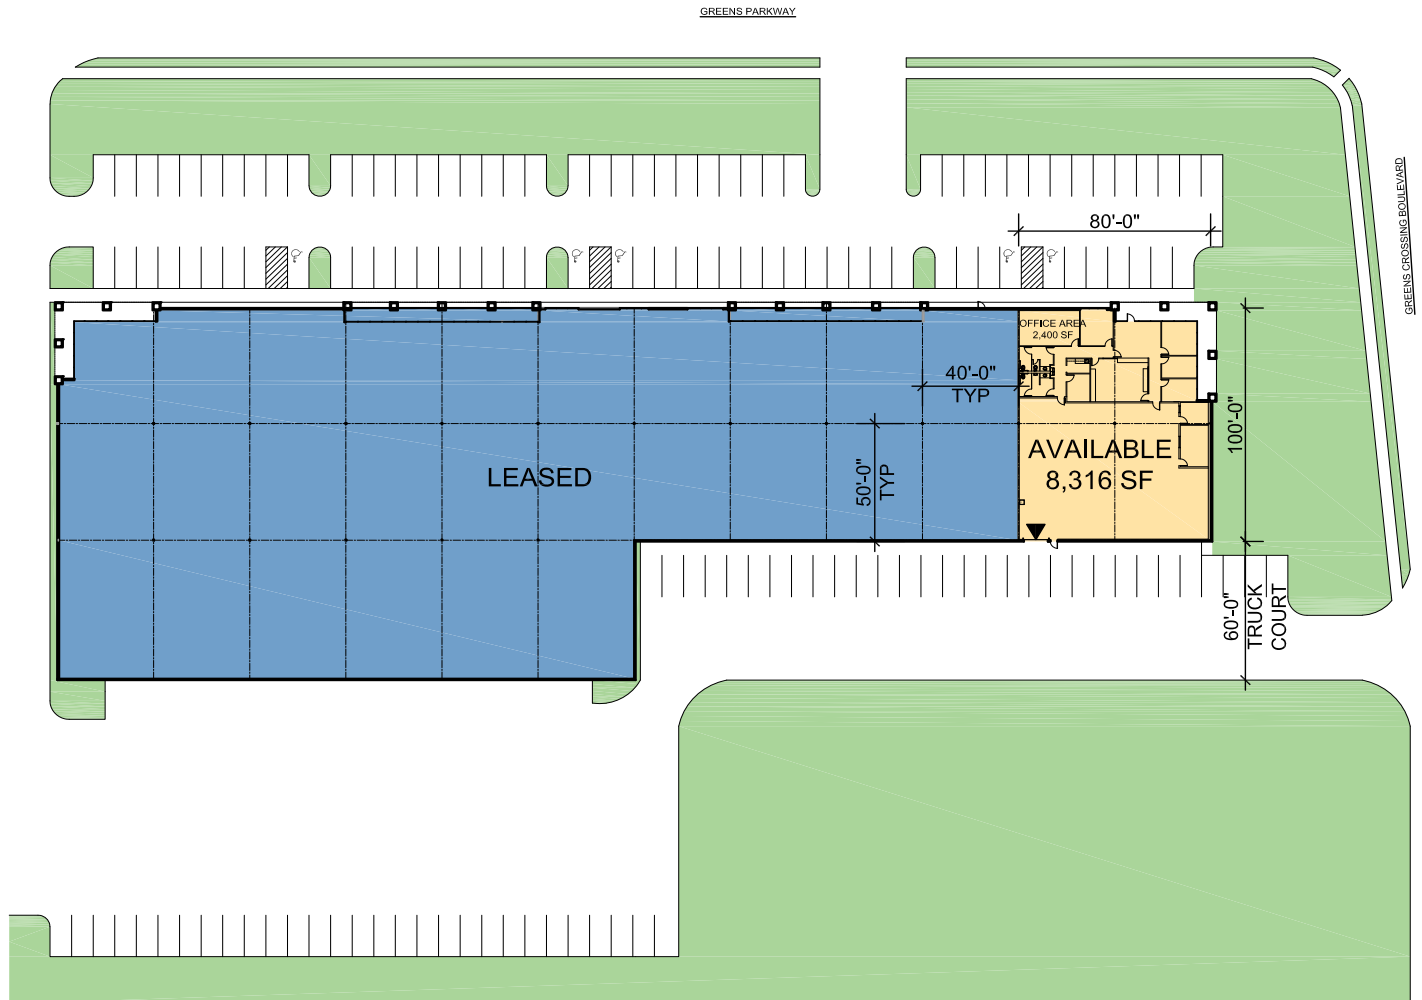 GREENS PARKWAY
GREENS CROSSING BOULEVARD
80'-0"
OFFICE AREA
2,400 SF
40'-0"
TYP
100'-0"
AVAILABLE
8,316 SF
LEASED
50'-0"
TYP
60'-0"
TRUCK
COURT